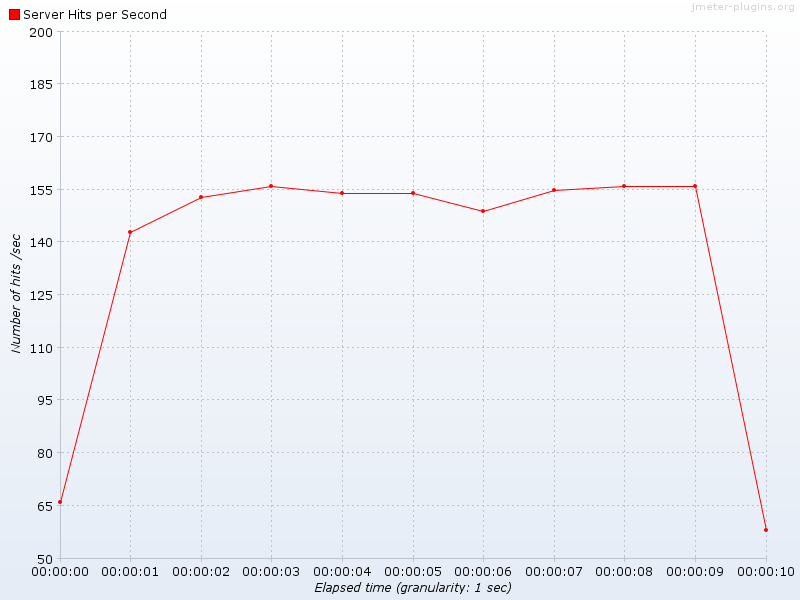 jmeter-plugins.org
Server Hits per Second
200
185
170
155
140
125
110
95
80
65
50
Number of hits /sec
00:00:00 00:00:01 00:00:02 00:00:03 00:00:04 00:00:05 00:00:06 00:00:07 00:00:08 00:00:09 00:00:10
Elapsed time (granularity: 1 sec)